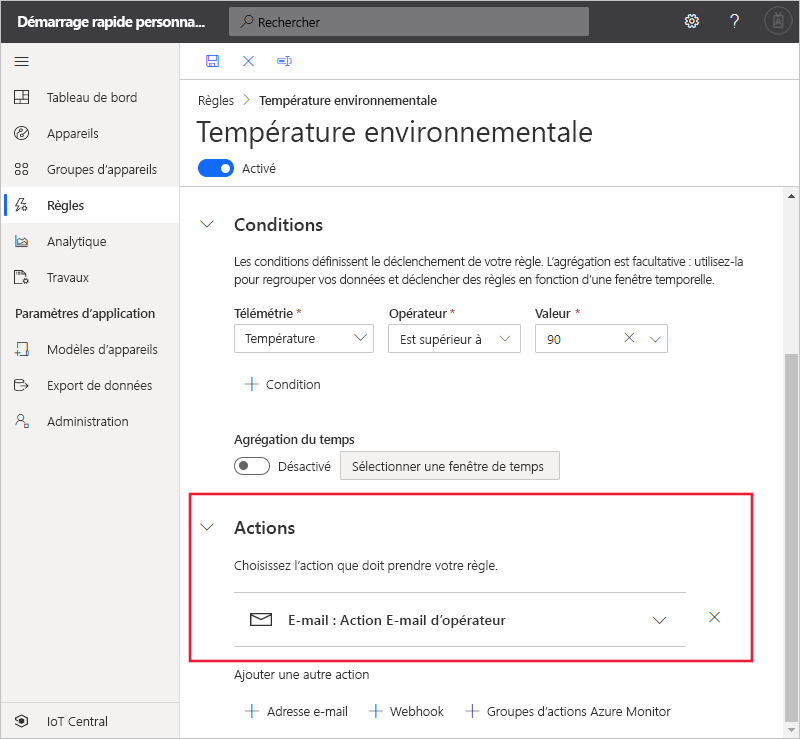 Démarrage rapide personna...
Rechercher
?
Tableau de bord
Appareils
Groupes d’appareils
Règles
Analytique
Travaux
Paramètres d’application
Modèles d’appareils
Export de données
Administration
IoT Central
Règles > Température environnementale
Température environnementale
Activé
Conditions
Les conditions définissent le déclenchement de votre règle. L’agrégation est facultative : utilisez-la
pour regrouper vos données et déclencher des règles en fonction d’une fenêtre temporelle.
Télémétrie * Opérateur * Valeur *
Température Est supérieur à 90
+ Condition
Agrégation du temps
Désactivé Sélectionner une fenêtre de temps
Actions
Choisissez l’action que doit prendre votre règle.
E-mail : Action E-mail d’opérateur
Ajouter une autre action
+ Adresse e-mail + Webhook + Groupes d’actions Azure Monitor